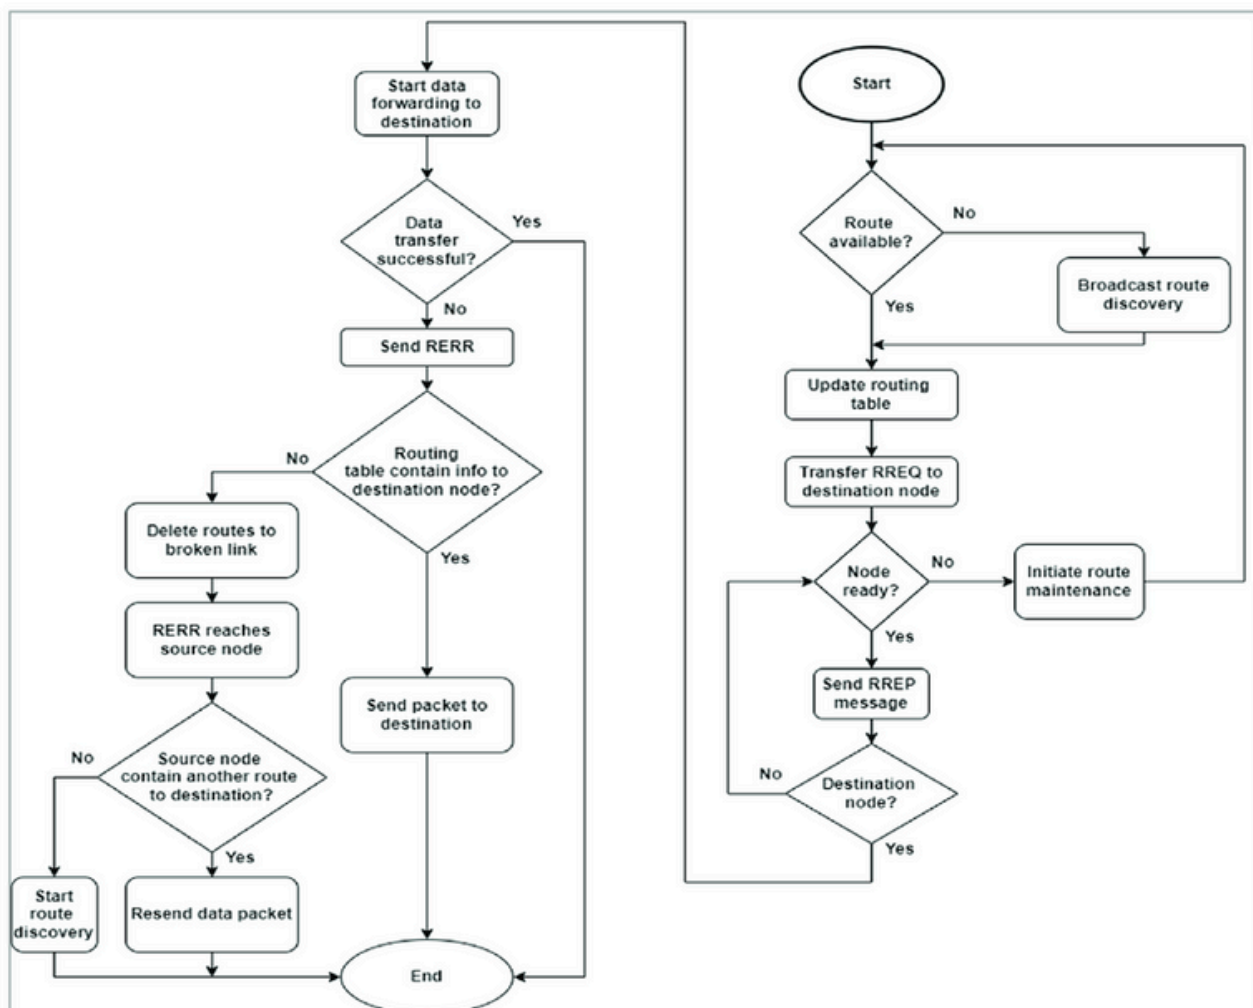 Start
Route
available?
No
Yes
Broadcast route
discovery
Update routing
table
Transfer RREQ to
destination node
Node
ready?
No
Yes
Initiate route
maintenance
Send RREP
message
Destination
node?
No
Yes
Start data
forwarding to
destination
Data
transfer
successful?
Yes
No
Send RERR
Routing
table contain info to
destination node?
No
Yes
Delete routes to
broken link
RERR reaches
source node
Send packet to
destination
Source node
contain another route
to destination?
No
Yes
Start
route
discovery
Resend data packet
End